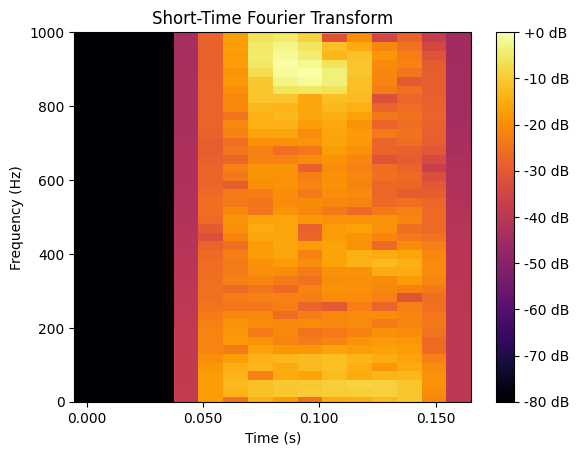 Short-Time Fourier Transform
1000
800
600
400
200
0
Frequency (Hz)
0.000
0.050
0.100
0.150
Time (s)
+0 dB
-10 dB
-20 dB
-30 dB
-40 dB
-50 dB
-60 dB
-70 dB
-80 dB